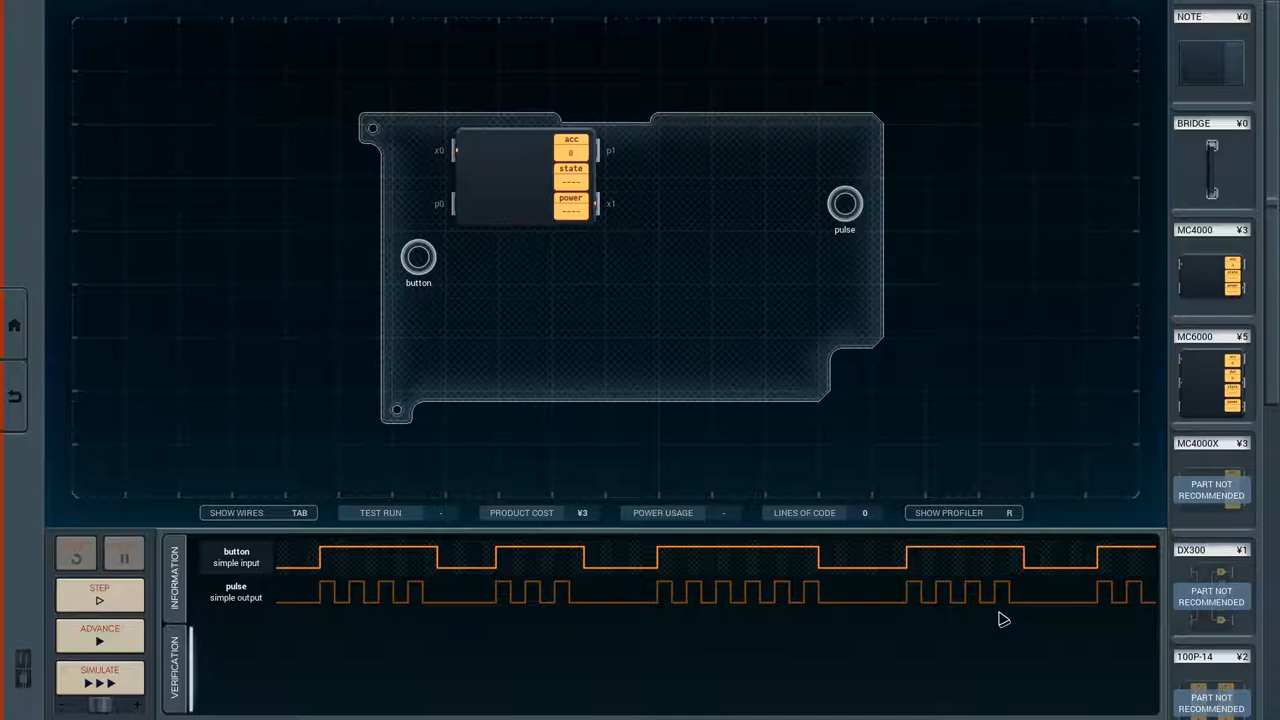 NOTE ¥0
BRIDGE ¥0
MC4000 ¥3
MC6000 ¥5
MC4000X ¥3
PART NOT
RECOMMENDED
DX300 ¥1
PART NOT
RECOMMENDED
100P-14 ¥2
PART NOT
RECOMMENDED
x0
p0
acc
0
state
----
power
----
p1
x1
button
pulse
SHOW WIRES TAB
TEST RUN -
PRODUCT COST ¥3
POWER USAGE -
LINES OF CODE 0
SHOW PROFILER R
STEP
ADVANCE
SIMULATE
- +
INFORMATION
VERIFICATION
button
simple input
pulse
simple output